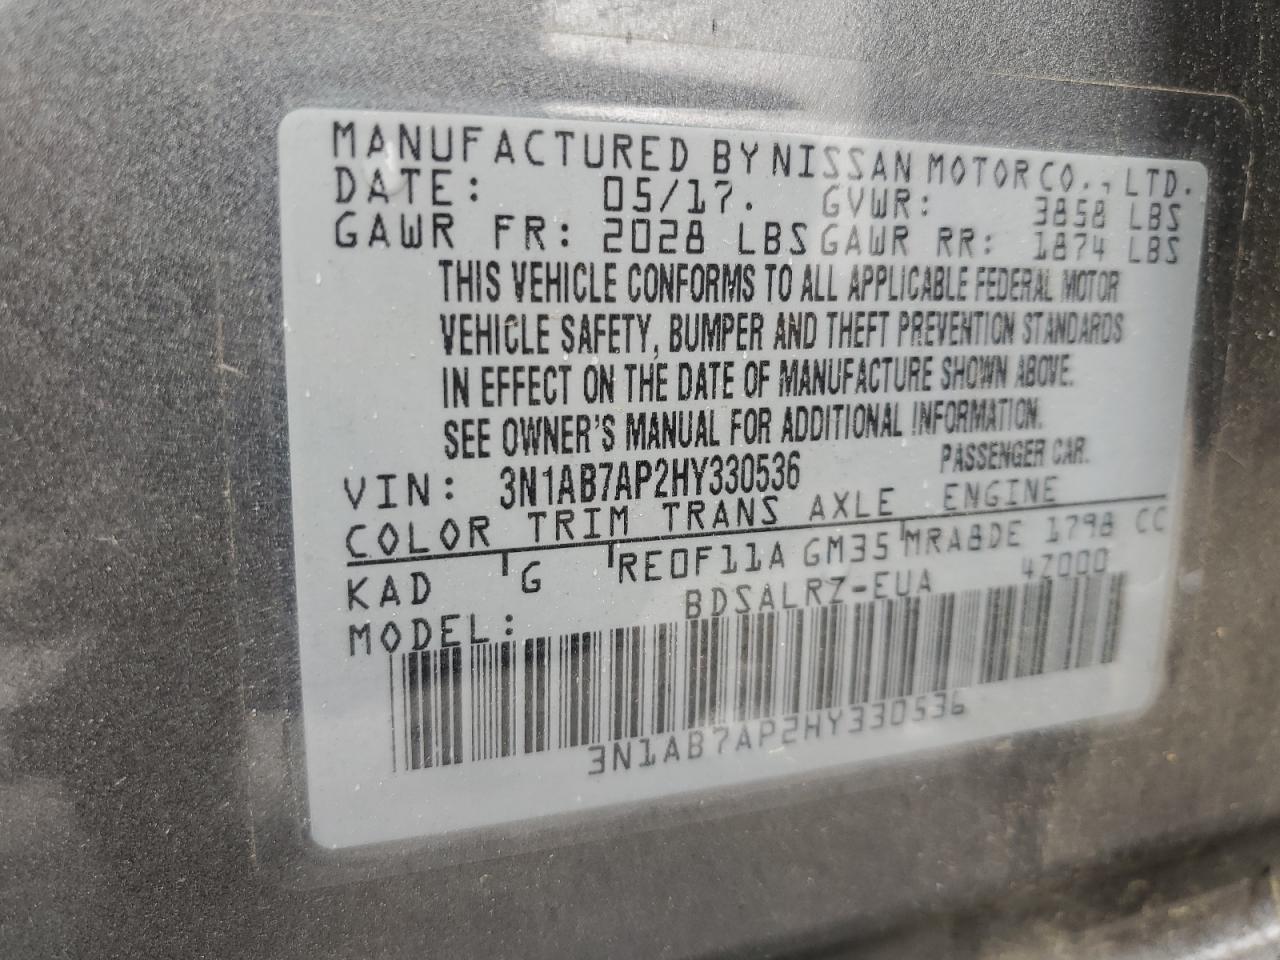 MANUFACTURED BY NISSAN MOTOR CO., LTD.
DATE: 05/17. GVWR: 3858 LBS
GAWR FR: 2028 LBS GAWR RR: 1874 LBS
THIS VEHICLE CONFORMS TO ALL APPLICABLE FEDERAL MOTOR
VEHICLE SAFETY, BUMPER AND THEFT PREVENTION STANDARDS
IN EFFECT ON THE DATE OF MANUFACTURE SHOWN ABOVE.
SEE OWNER'S MANUAL FOR ADDITIONAL INFORMATION.
VIN: 3N1AB7AP2HY330536 PASSENGER CAR.
COLOR TRIM TRANS AXLE ENGINE
KAD G RE0F11A GM35 MRA8DE 1798 CC
MODEL: BDSALRZ-EUA 4Z000
3N1AB7AP2HY330536